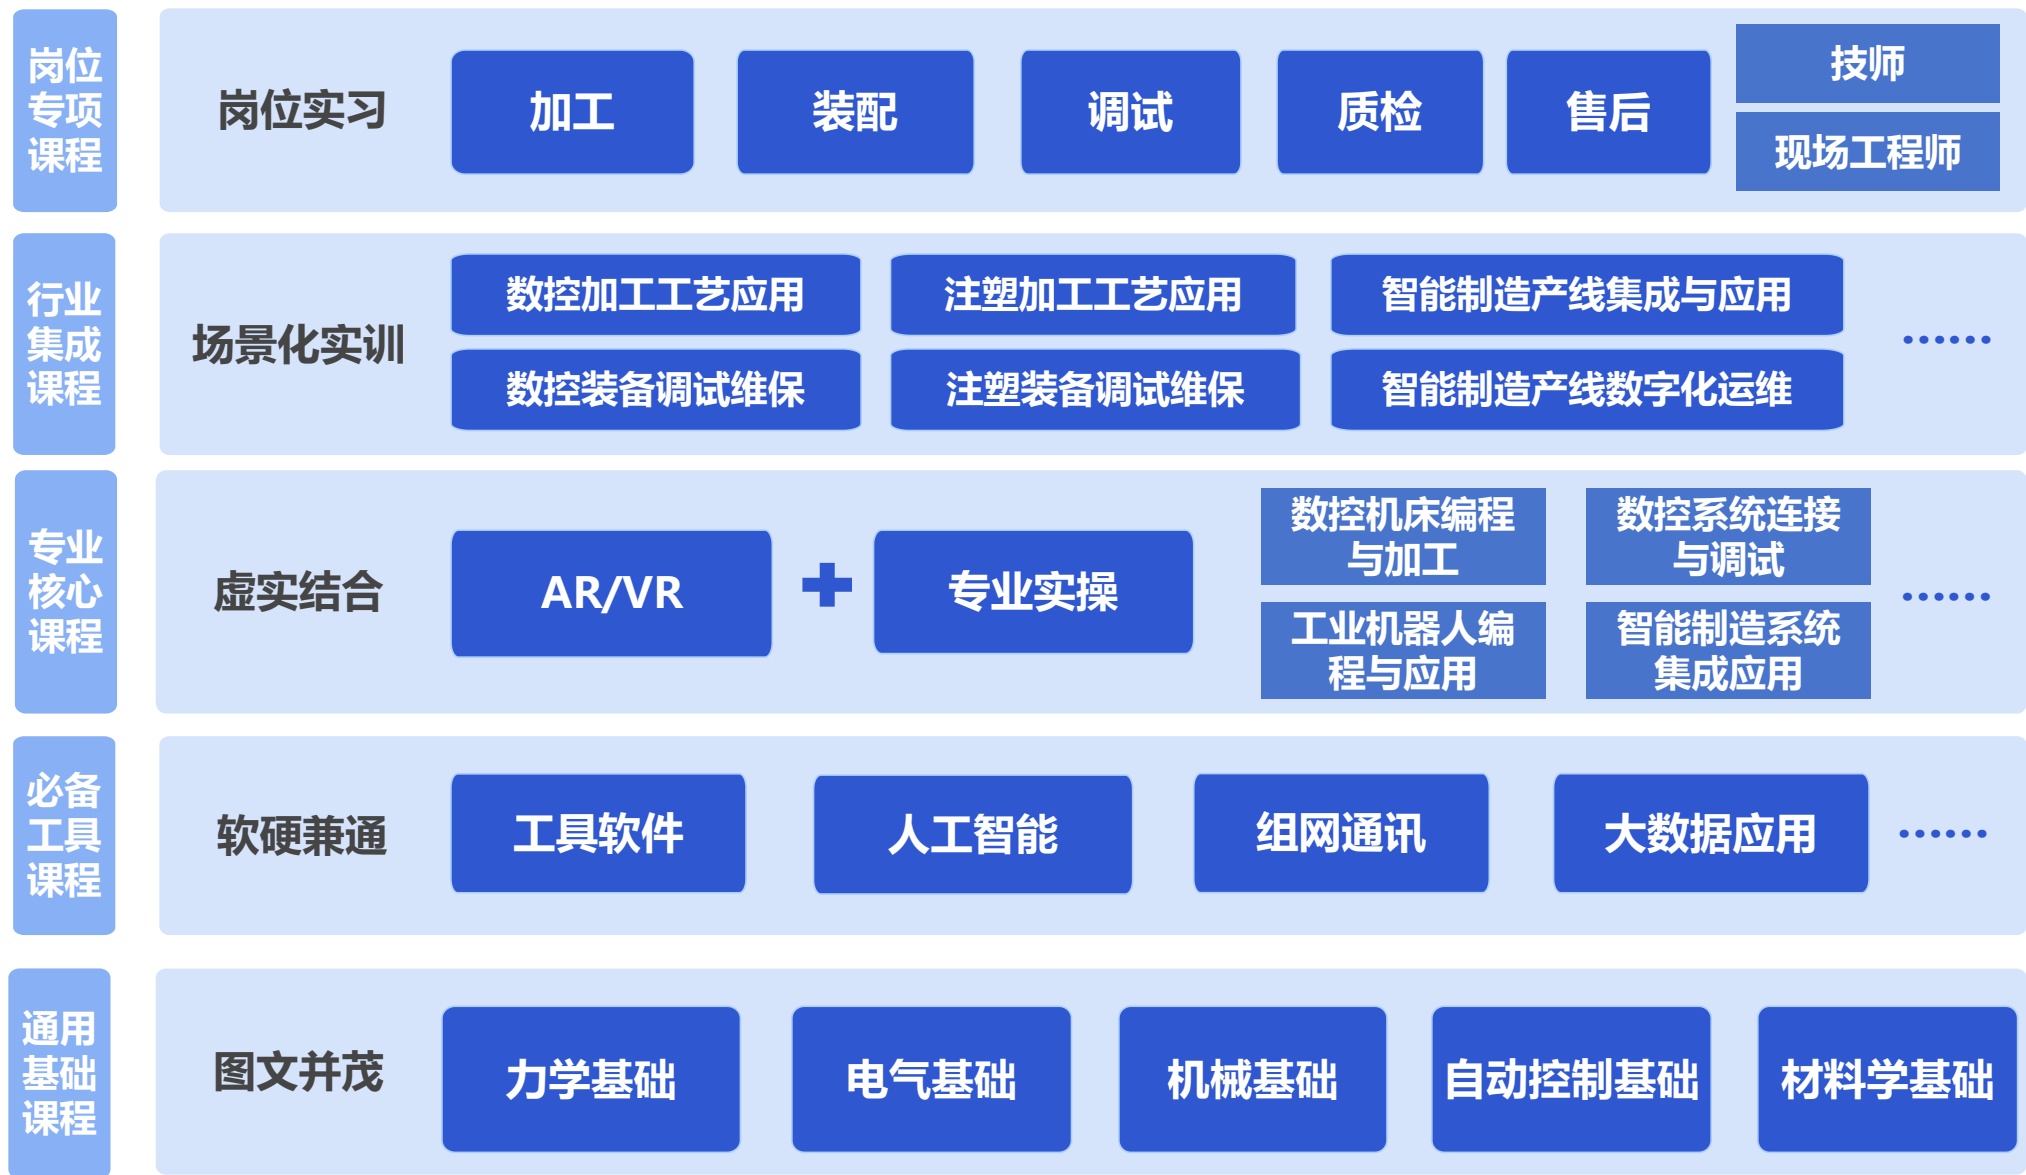 岗位
专项
课程
岗位实习
加工
装配
调试
质检
售后
技师
现场工程师
行业
集成
课程
场景化实训
数控加工工艺应用
注塑加工工艺应用
智能制造产线集成与应用
数控装备调试维保
注塑装备调试维保
智能制造产线数字化运维
......
专业
核心
课程
虚实结合
AR/VR
+
专业实操
数控机床编程
与加工
数控系统连接
与调试
工业机器人编
程与应用
智能制造系统
集成应用
......
必备
工具
课程
软硬兼通
工具软件
人工智能
组网通讯
大数据应用
......
通用
基础
课程
图文并茂
力学基础
电气基础
机械基础
自动控制基础
材料学基础